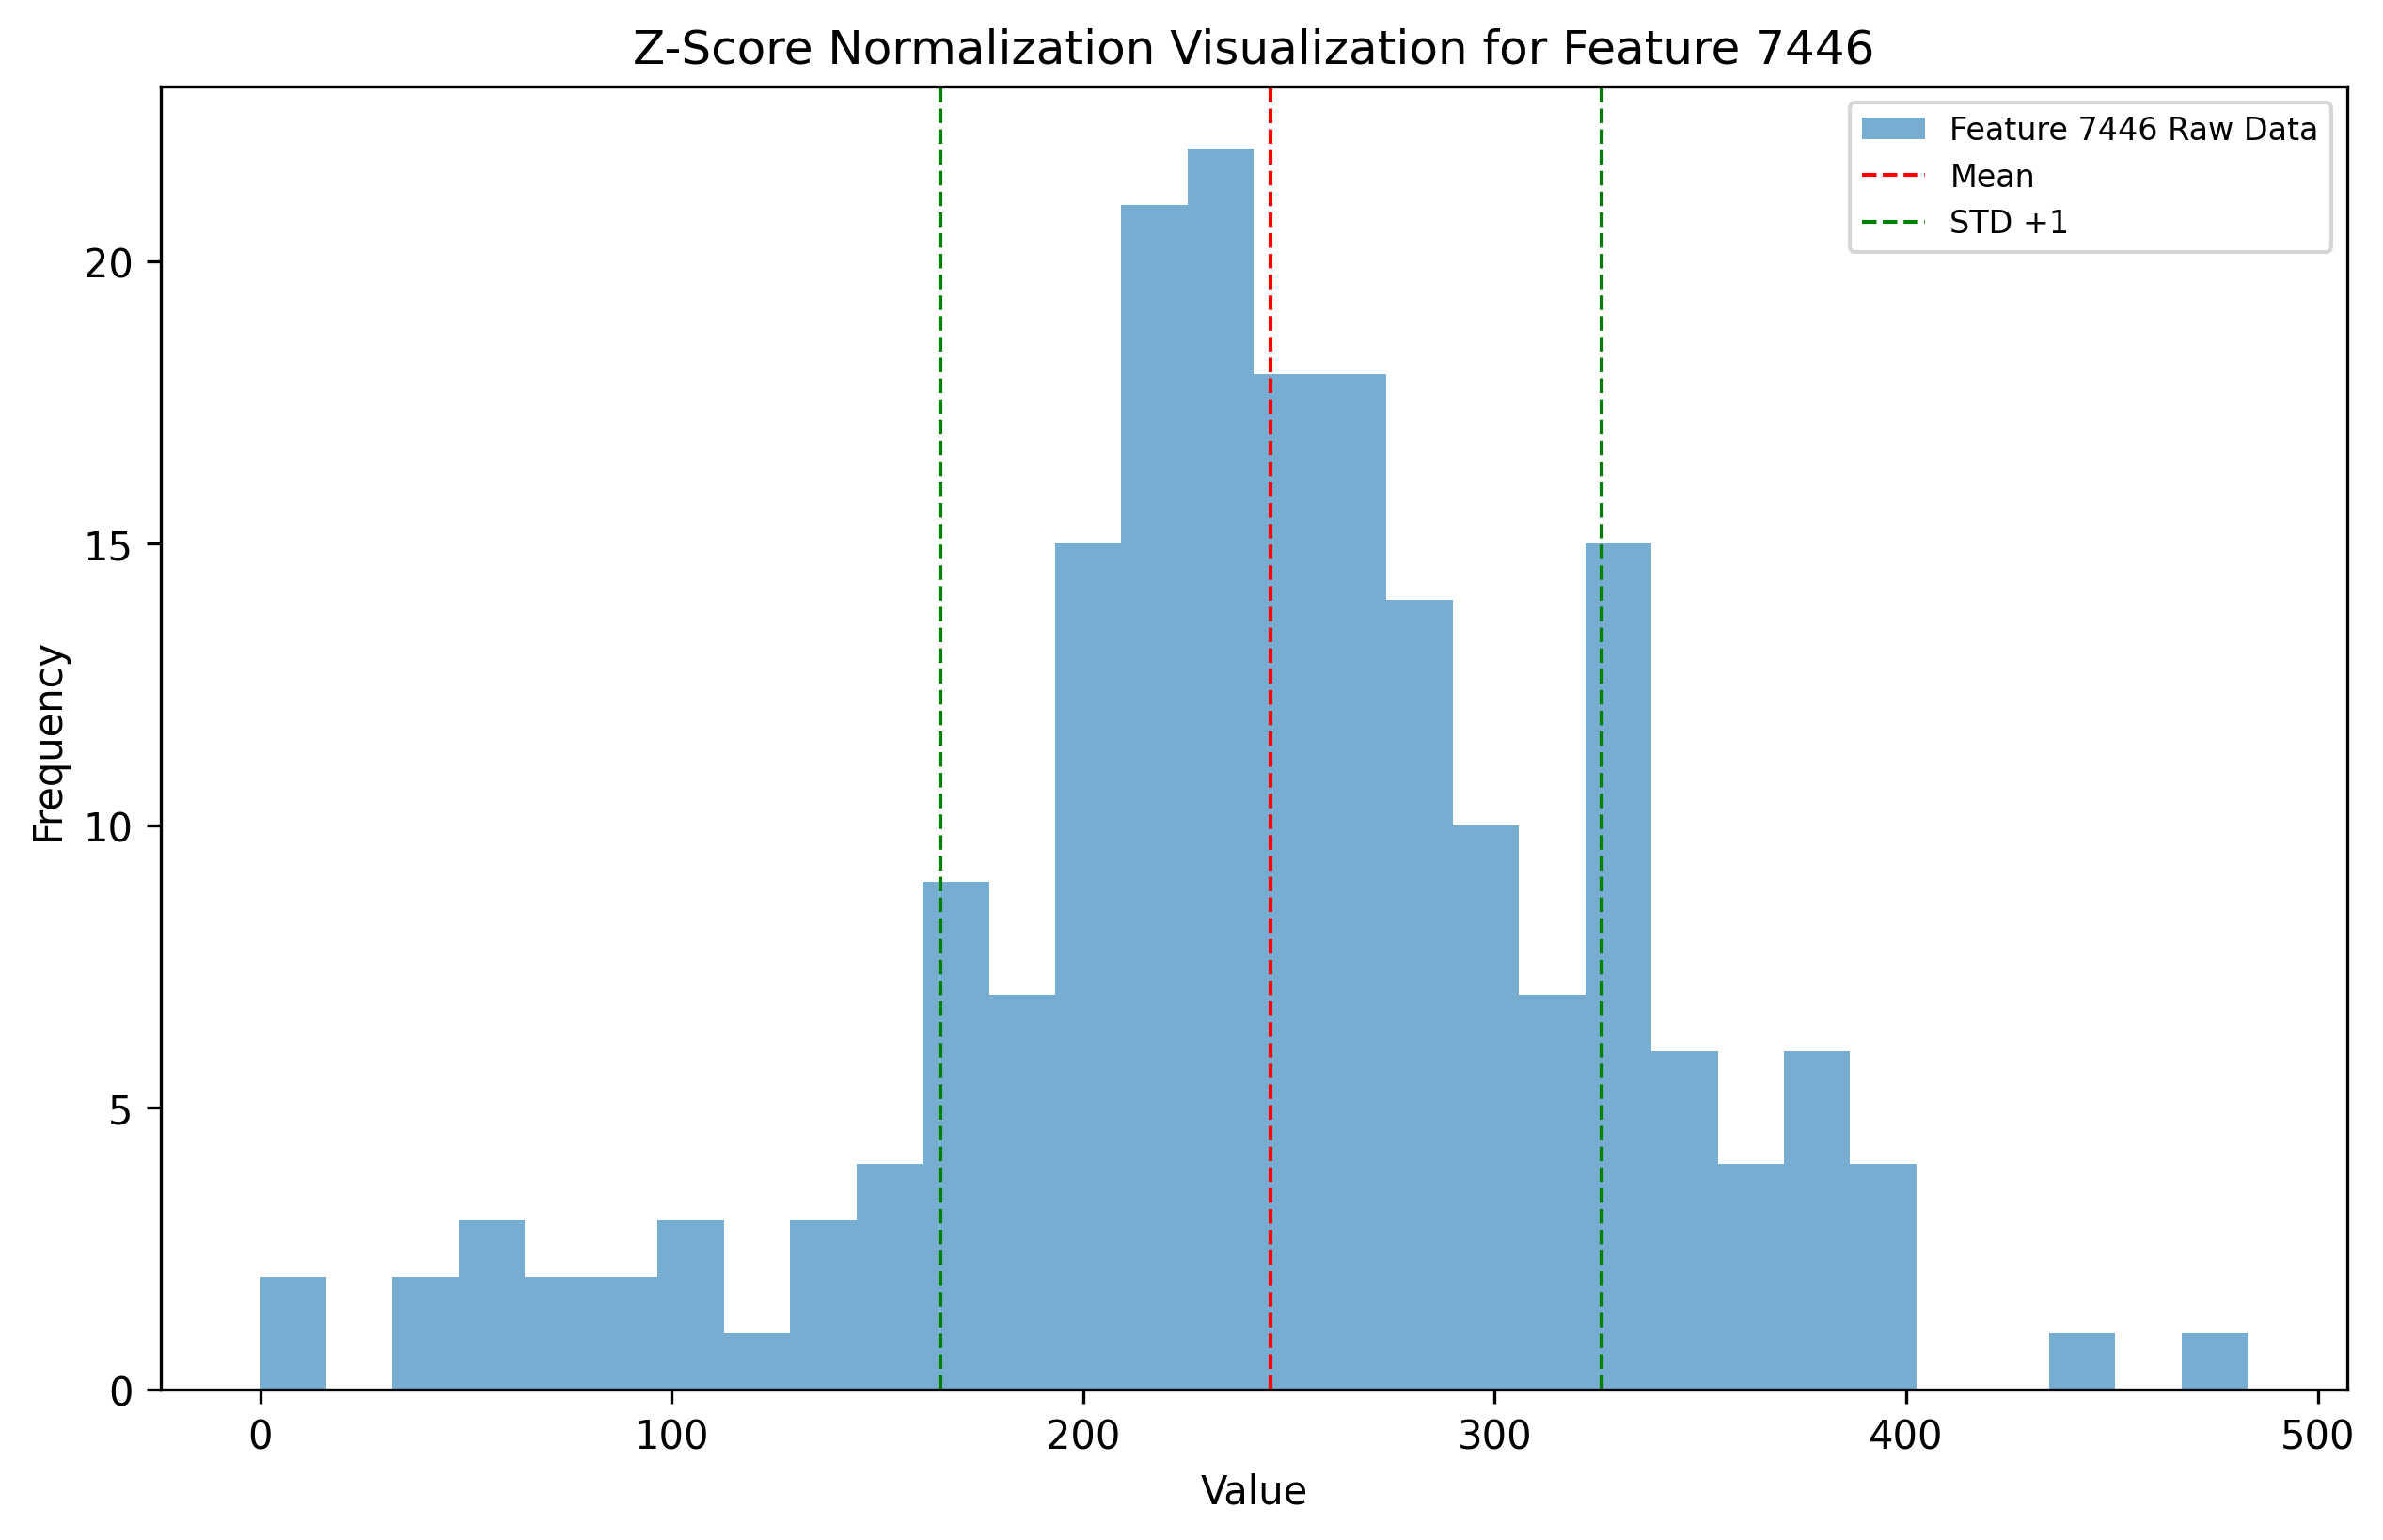 Z-Score Normalization Visualization for Feature 7446
Feature 7446 Raw Data
Mean
STD +1
Frequency
20
15
10
5
0
0 100 200 300 400 500
Value